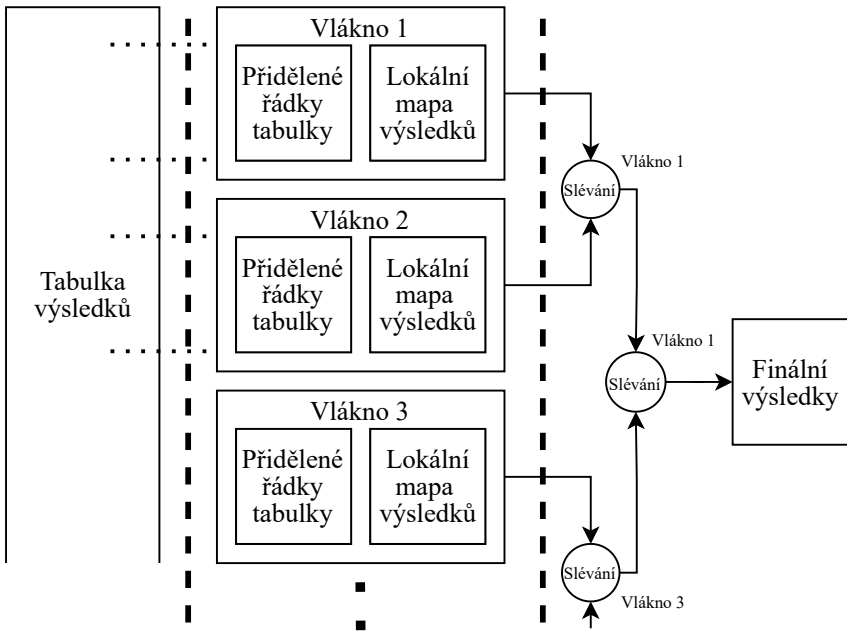 Tabulka
výsledků
Vlákno 1
Přidělené
řádky
tabulky
Lokální
mapa
výsledků
Vlákno 2
Přidělené
řádky
tabulky
Lokální
mapa
výsledků
Vlákno 3
Přidělené
řádky
tabulky
Lokální
mapa
výsledků
Vlákno 1
Slévání
Vlákno 1
Slévání
Slévání
Vlákno 3
Finální
výsledky